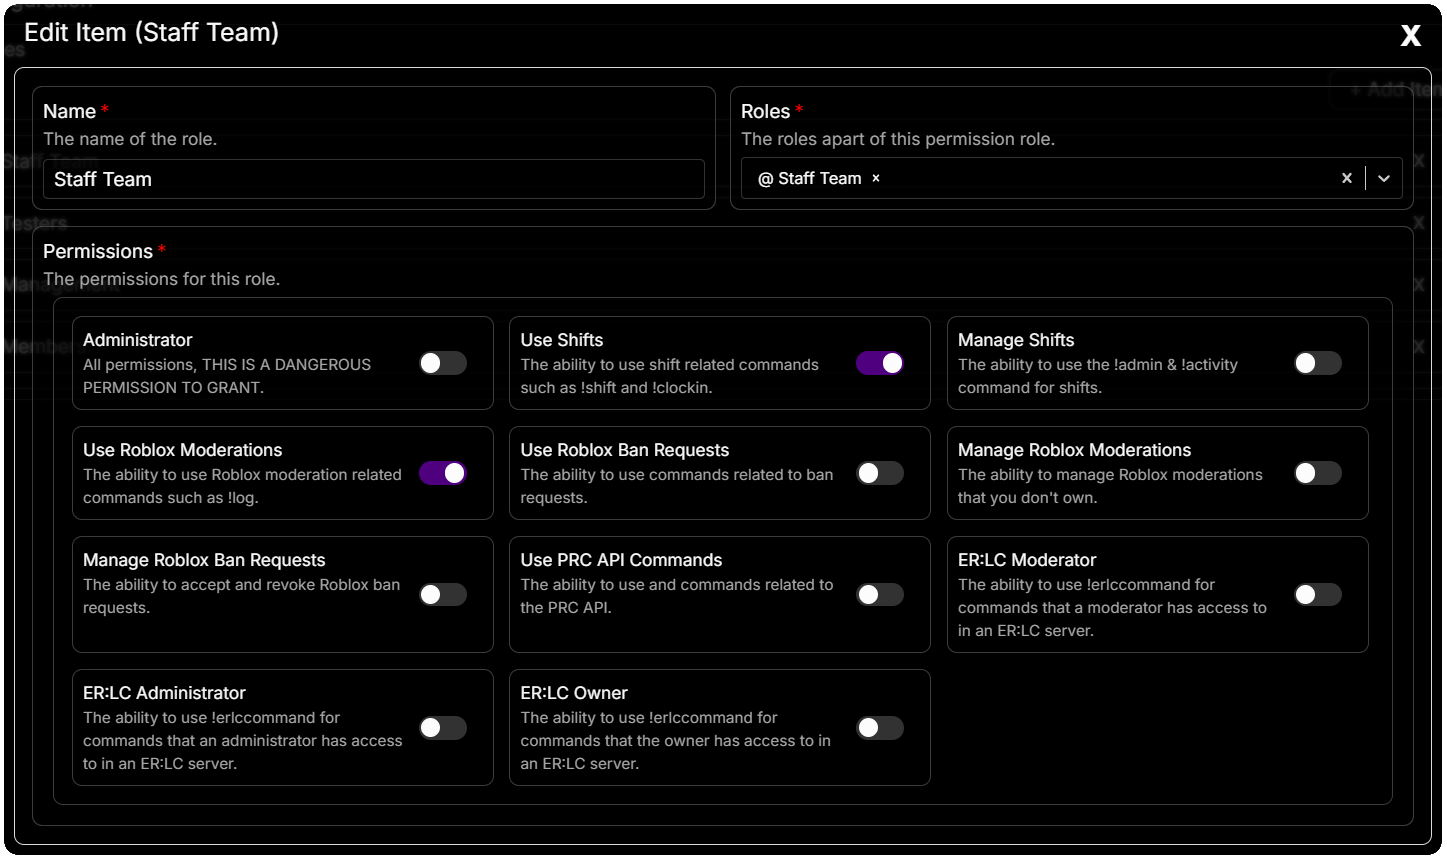 Edit Item (Staff Team)
X
+ Add Item
Name *
The name of the role.
Staff Team
Roles *
The roles apart of this permission role.
@ Staff Team ×
x
Staff Team
X
Testers
X
Management
X
X
Permissions *
The permissions for this role.
Administrator
All permissions, THIS IS A DANGEROUS
PERMISSION TO GRANT.
Use Shifts
The ability to use shift related commands
such as !shift and !clockin.
Manage Shifts
The ability to use the !admin & !activity
command for shifts.
Use Roblox Moderations
The ability to use Roblox moderation related
commands such as !log.
Use Roblox Ban Requests
The ability to use commands related to ban
requests.
Manage Roblox Moderations
The ability to manage Roblox moderations
that you don't own.
Manage Roblox Ban Requests
The ability to accept and revoke Roblox ban
requests.
Use PRC API Commands
The ability to use and commands related to
the PRC API.
ER:LC Moderator
The ability to use !erlccommand for
commands that a moderator has access to
in an ER:LC server.
ER:LC Administrator
The ability to use !erlccommand for
commands that an administrator has access
to in an ER:LC server.
ER:LC Owner
The ability to use !erlccommand for
commands that the owner has access to in
an ER:LC server.